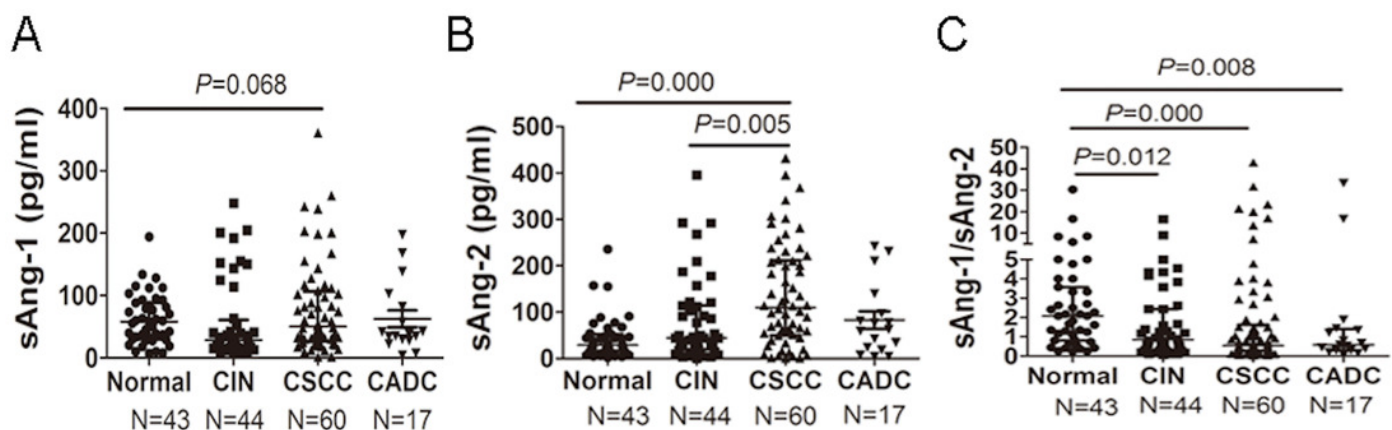 A
P=0.068
sAng-1 (pg/ml)
400
300
200
100
0
Normal CIN CSCC CADC
N=43 N=44 N=60 N=17
B
P=0.000
P=0.005
sAng-2 (pg/ml)
500
400
300
200
100
0
Normal CIN CSCC CADC
N=43 N=44 N=60 N=17
C
P=0.008
P=0.000
P=0.012
sAng-1/sAng-2
50
40
30
20
10
5
4
3
2
1
0
Normal CIN CSCC CADC
N=43 N=44 N=60 N=17